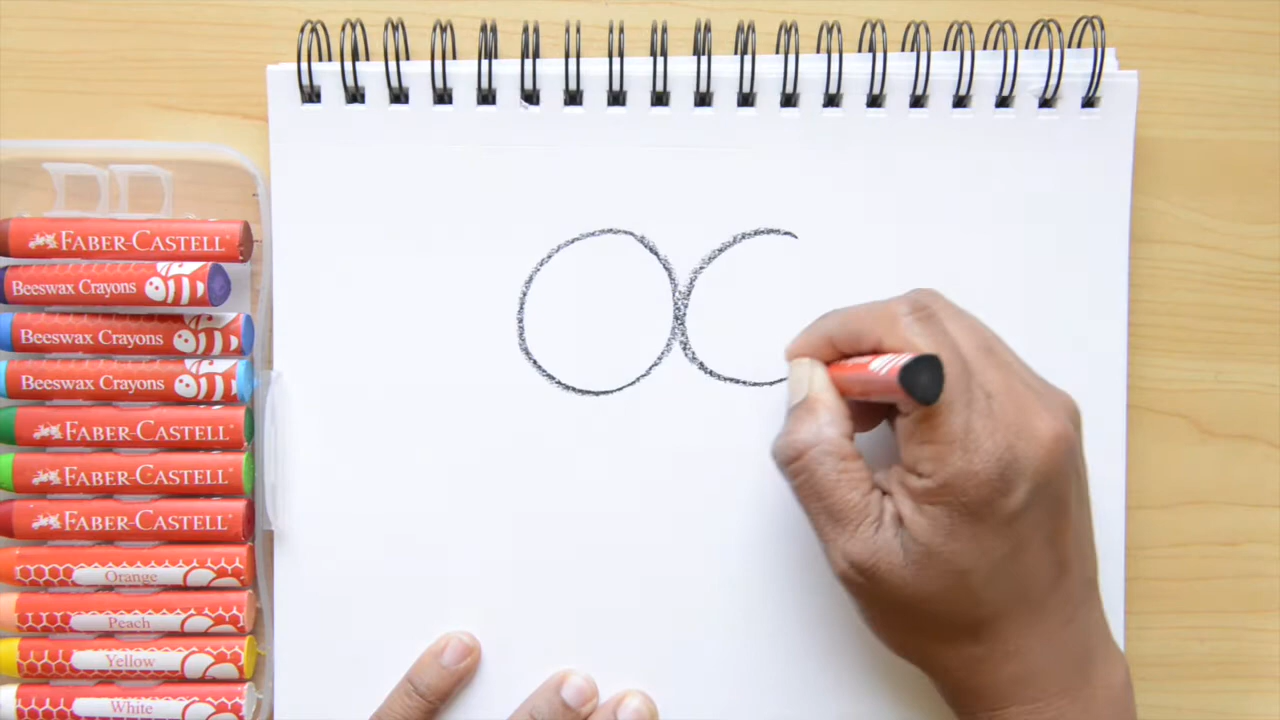 FABER-CASTELL
Beeswax Crayons
Beeswax Crayons
Beeswax Crayons
FABER-CASTELL
FABER-CASTELL
FABER-CASTELL
Orange
Peach
Yellow
White